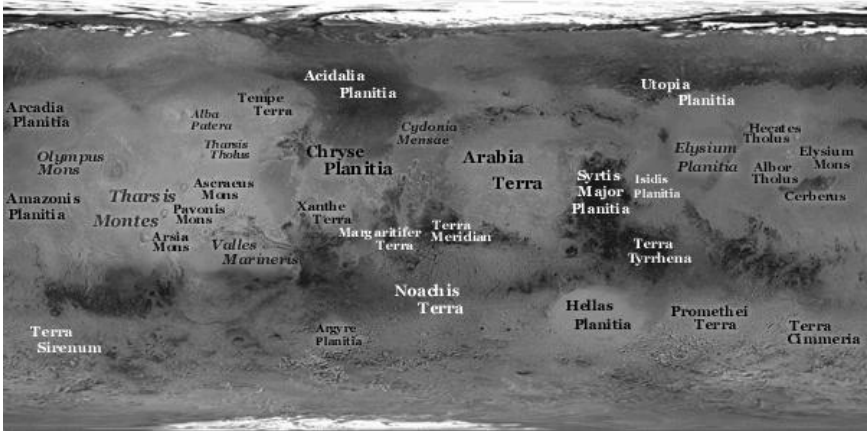 Acidalia
Planitia
Utopia
Planitia
Arcadia
Planitia
Tempe
Terra
Alba
Patera
Cydonia
Mensae
Hecates
Tholus
Tharsis
Tholus
Chryse
Planitia
Arabia
Terra
Elysium
Planitia
Elysium
Mons
Olympus
Mons
Albor
Tholus
Syrtis
Major
Planitia
Isidis
Planitia
Cerberus
Amazonis
Planitia
Tharsis
Montes
Ascraeus
Mons
Pavonis
Mons
Arsia
Mons
Xanthe
Terra
Margaritifer
Terra
Terra
Meridian
Valles
Marineris
Terra
Tyrrhena
Noachis
Terra
Hellas
Planitia
Promethei
Terra
Terra
Cimmeria
Terra
Sirenum
Argyre
Planitia